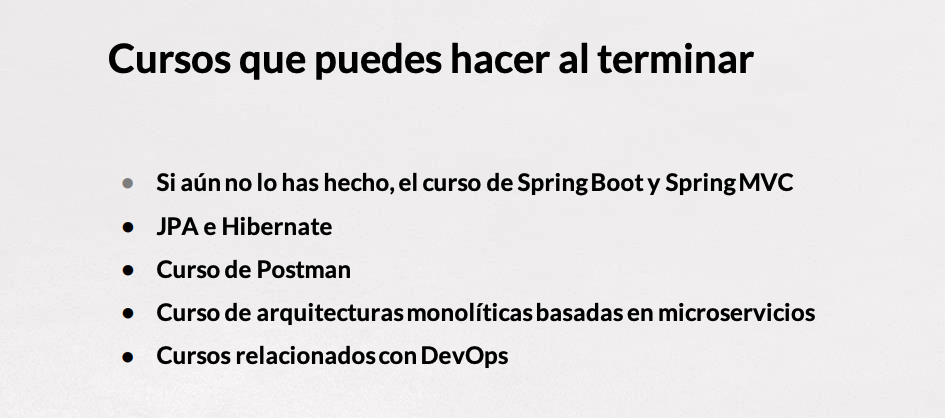 Cursos que puedes hacer al terminar
● Si aún no lo has hecho, el curso de Spring Boot y Spring MVC
● JPA e Hibernate
● Curso de Postman
● Curso de arquitecturas monolíticas basadas en microservicios
● Cursos relacionados con DevOps